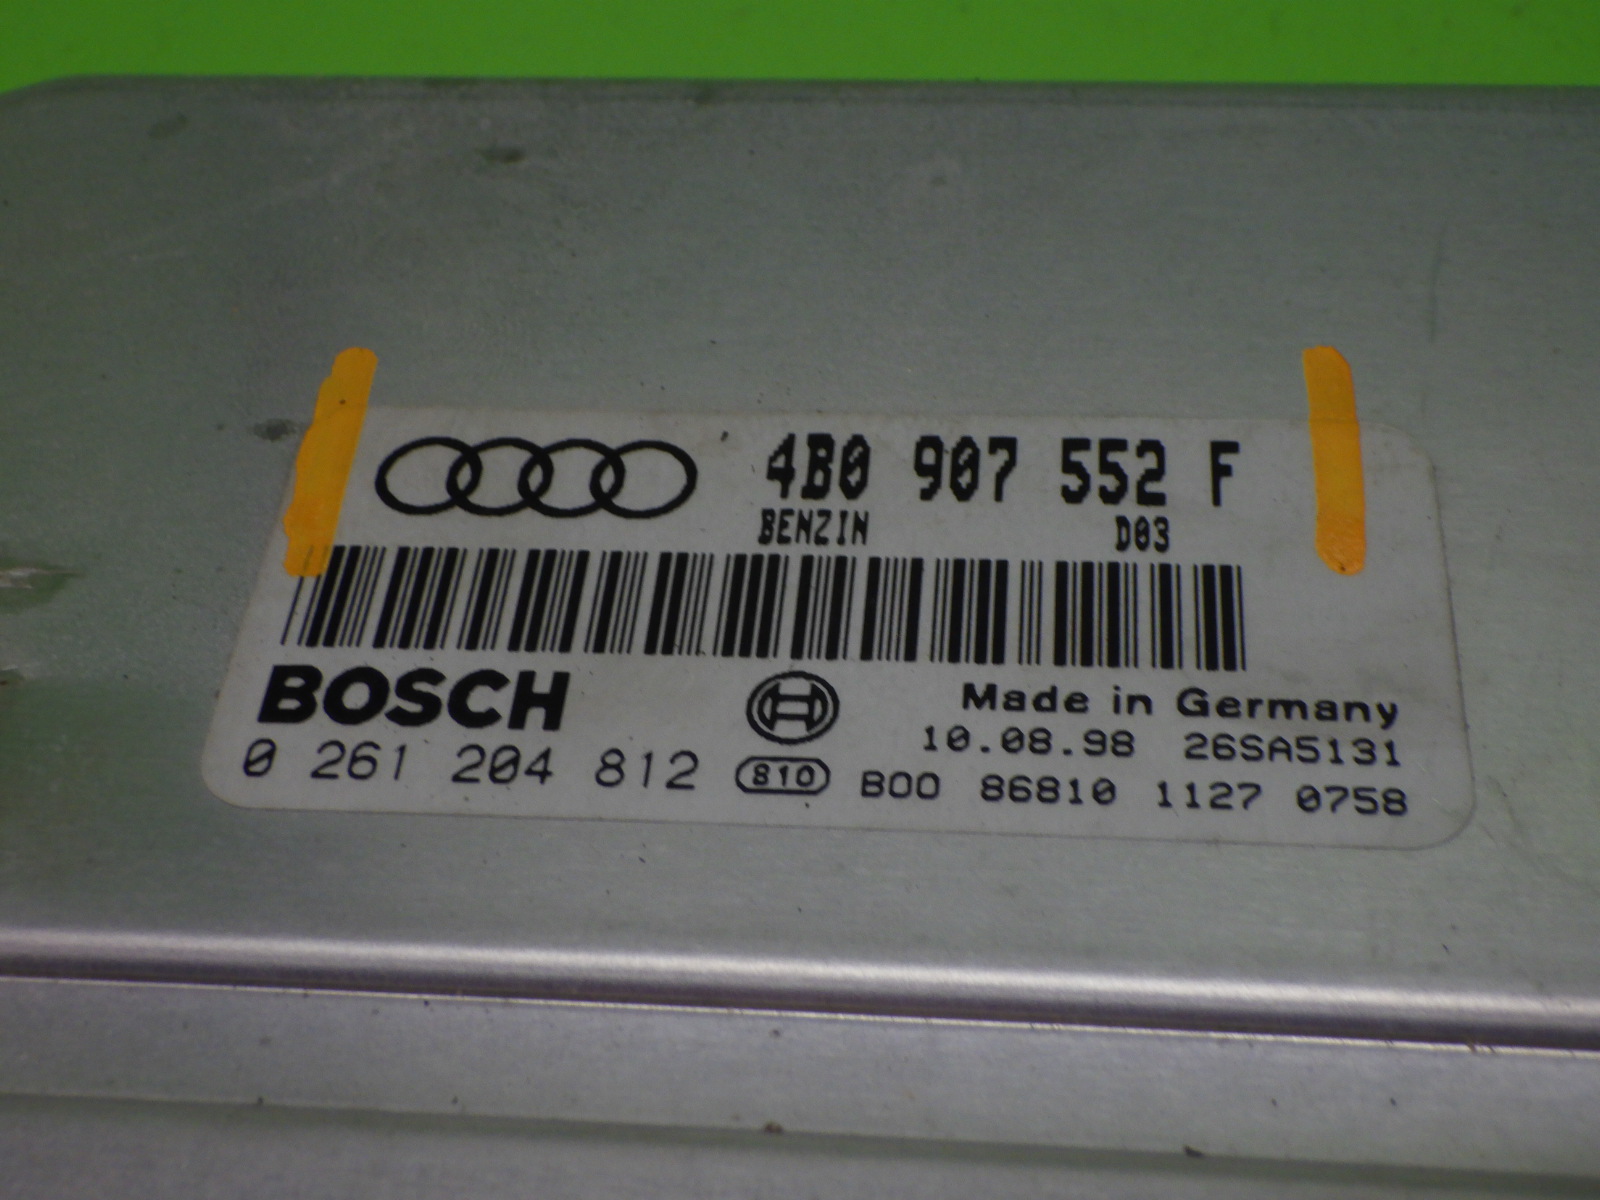 4B0 907 552 F
BENZIN D03
BOSCH Made in Germany
10.08.98 26SA5131
0 261 204 812 810 B00 86810 1127 0758